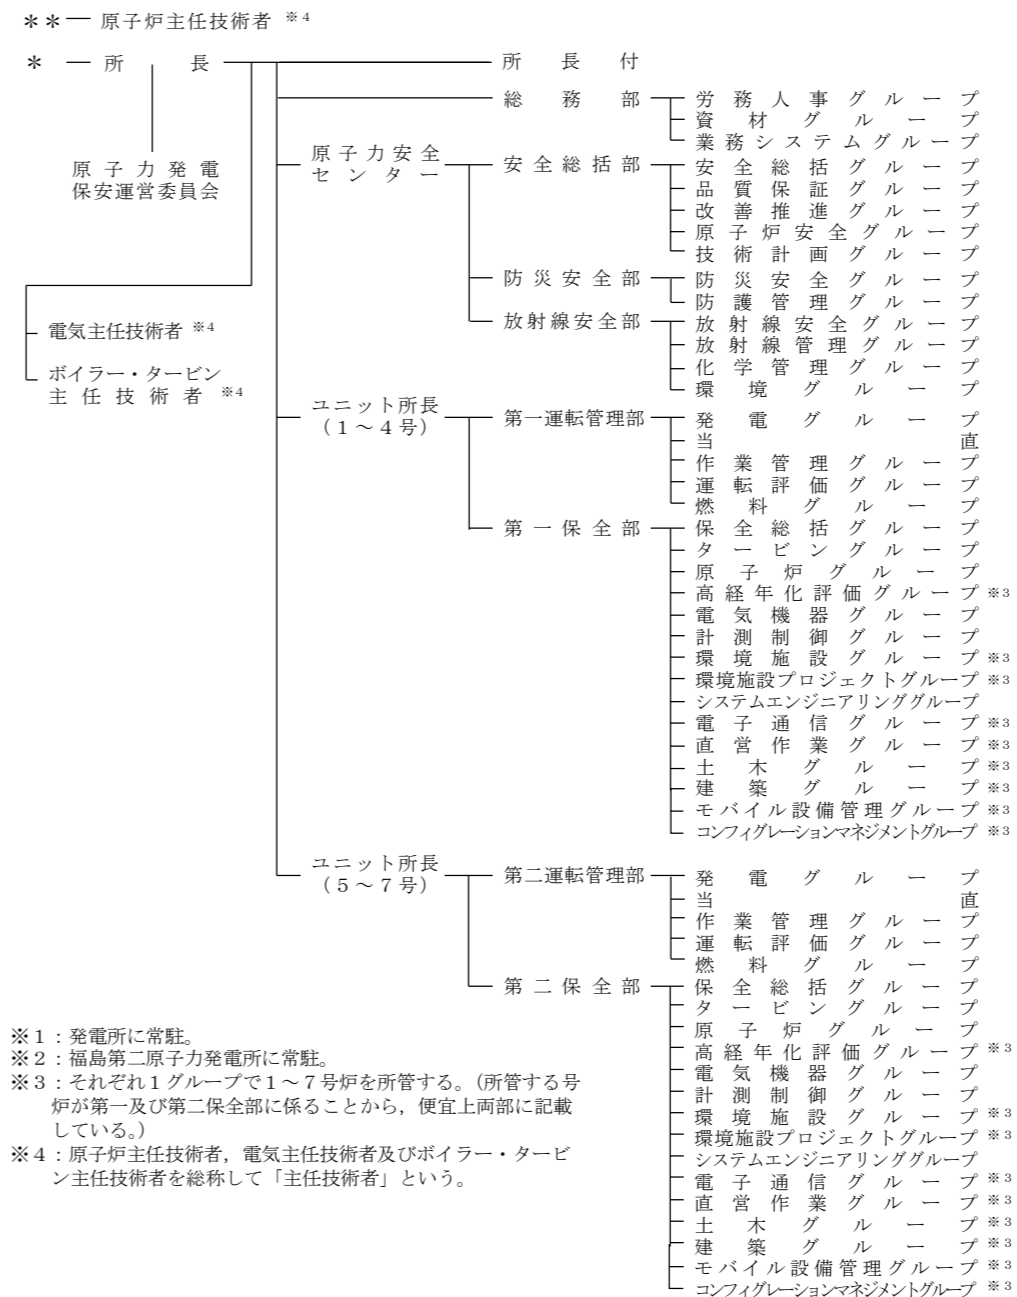 ＊＊ 原子炉主任技術者 ※4
＊ 所長
所長付
総務部
労務人事グループ
資材グループ
業務システムグループ
原子力発電
保安運営委員会
原子力安全
センター
安全総括部
安全総括グループ
品質保証グループ
改善推進グループ
原子炉安全グループ
技術計画グループ
防災安全部
防災安全グループ
防護管理グループ
放射線安全部
放射線安全グループ
放射線管理グループ
化学管理グループ
環境グループ
電気主任技術者 ※4
ボイラー・タービン
主任技術者 ※4
ユニット所長
（1～4号）
第一運転管理部
発電グループ
当直
作業管理グループ
運転評価グループ
燃料グループ
第一保全部
保全総括グループ
タービングループ
原子炉グループ
高経年化評価グループ ※3
電気機器グループ
計測制御グループ
環境施設グループ ※3
環境施設プロジェクトグループ ※3
システムエンジニアリンググループ
電子通信グループ ※3
直営作業グループ ※3
土木グループ ※3
建築グループ ※3
モバイル設備管理グループ ※3
コンフィグレーションマネジメントグループ ※3
ユニット所長
（5～7号）
第二運転管理部
発電グループ
当直
作業管理グループ
運転評価グループ
燃料グループ
第二保全部
保全総括グループ
タービングループ
原子炉グループ
高経年化評価グループ ※3
電気機器グループ
計測制御グループ
環境施設グループ ※3
環境施設プロジェクトグループ ※3
システムエンジニアリンググループ
電子通信グループ ※3
直営作業グループ ※3
土木グループ ※3
建築グループ ※3
モバイル設備管理グループ ※3
コンフィグレーションマネジメントグループ ※3
※1：発電所に常駐。
※2：福島第二原子力発電所に常駐。
※3：それぞれ1グループで1～7号炉を所管する。（所管する号
炉が第一及び第二保全部に係ることから，便宜上両部に記載
している。）
※4：原子炉主任技術者，電気主任技術者及びボイラー・タービ
ン主任技術者を総称して「主任技術者」という。